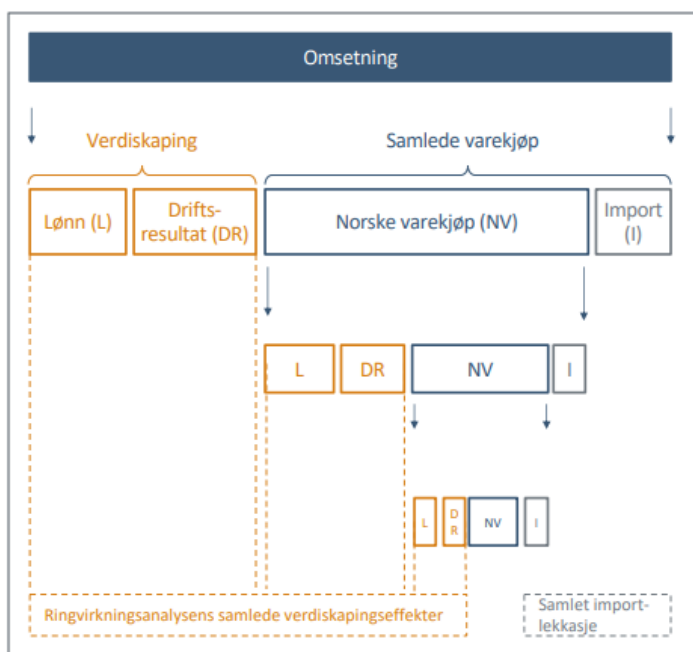 Omsetning
Verdiskaping
Samlede varekjøp
Lønn (L)
Drifts-
resultat (DR)
Norske varekjøp (NV)
Import
(I)
L
DR
NV
I
L
D
R
NV
I
Ringvirkningsanalysens samlede verdiskapingseffekter
Samlet import-
lekkasje